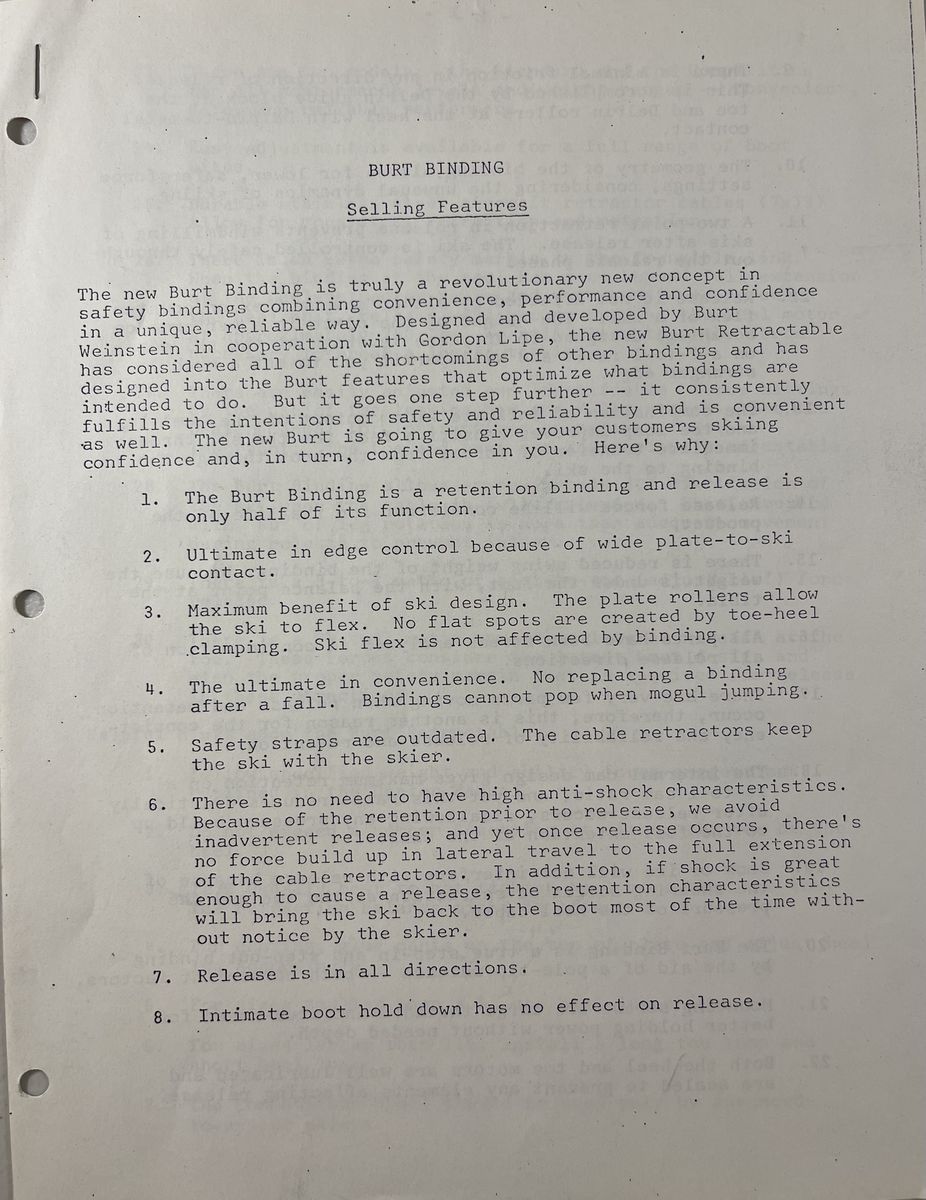 BURT BINDING
Selling Features
The new Burt Binding is truly a revolutionary new concept in
safety bindings combining convenience, performance and confidence
in a unique, reliable way. Designed and developed by Burt
Weinstein in cooperation with Gordon Lipe, the new Burt Retractable
has considered all of the shortcomings of other bindings and has
designed into the Burt features that optimize what bindings are
intended to do. But it goes one step further -- it consistently
fulfills the intentions of safety and reliability and is convenient
as well. The new Burt is going to give your customers skiing
confidence and, in turn, confidence in you. Here's why:
1. The Burt Binding is a retention binding and release is
only half of its function.
2. Ultimate in edge control because of wide plate-to-ski
contact.
3. Maximum benefit of ski design. The plate rollers allow
the ski to flex. No flat spots are created by toe-heel
clamping. Ski flex is not affected by binding.
4. The ultimate in convenience. No replacing a binding
after a fall. Bindings cannot pop when mogul jumping.
5. Safety straps are outdated. The cable retractors keep
the ski with the skier.
6. There is no need to have high anti-shock characteristics.
Because of the retention prior to release, we avoid
inadvertent releases; and yet once release occurs, there's
no force build up in lateral travel to the full extension
of the cable retractors. In addition, if shock is great
enough to cause a release, the retention characteristics
will bring the ski back to the boot most of the time with-
out notice by the skier.
7. Release is in all directions.
8. Intimate boot hold down has no effect on release.